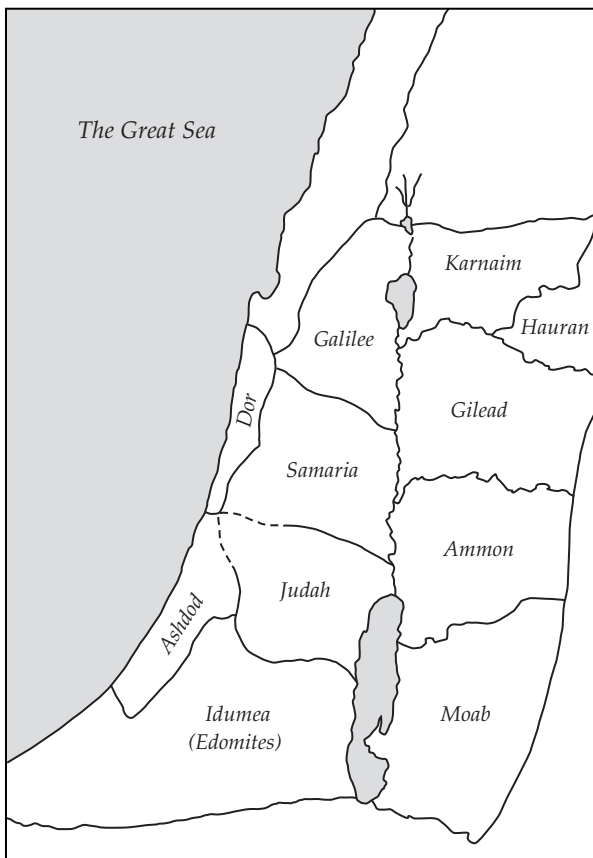 The Great Sea
Karnaim
Hauran
Galilee
Dor
Gilead
Samaria
Ammon
Judah
Ashdod
Idumea
(Edomites)
Moab